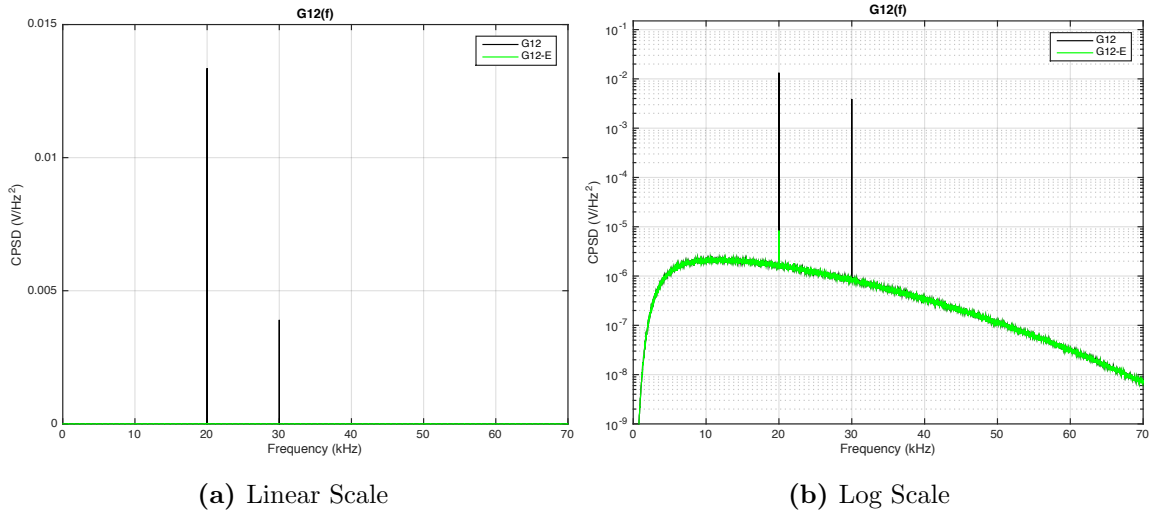 G12(f)
0.015
0.01
0.005
0
CPSD (V/Hz²)
G12
G12-E
0 10 20 30 40 50 60 70
Frequency (kHz)
(a) Linear Scale
G12(f)
10⁻¹
10⁻²
10⁻³
10⁻⁴
10⁻⁵
10⁻⁶
10⁻⁷
10⁻⁸
10⁻⁹
CPSD (V/Hz²)
G12
G12-E
0 10 20 30 40 50 60 70
Frequency (kHz)
(b) Log Scale